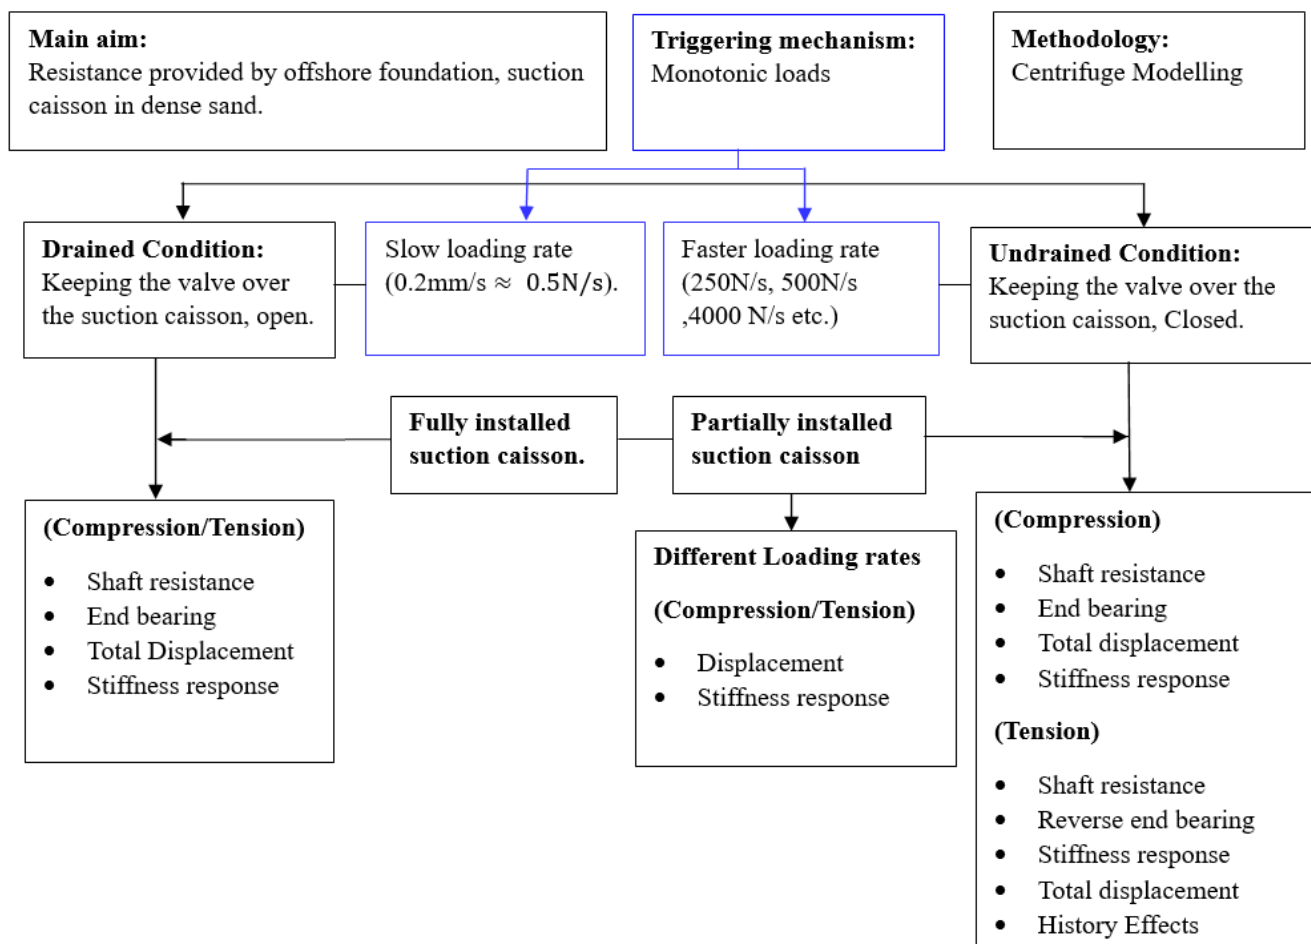 Main aim:
Resistance provided by offshore foundation, suction
caisson in dense sand.
Triggering mechanism:
Monotonic loads
Methodology:
Centrifuge Modelling
Drained Condition:
Keeping the valve over
the suction caisson, open.
Slow loading rate
(0.2mm/s ≈ 0.5N/s).
Faster loading rate
(250N/s, 500N/s
,4000 N/s etc.)
Undrained Condition:
Keeping the valve over the
suction caisson, Closed.
Fully installed
suction caisson.
Partially installed
suction caisson
(Compression/Tension)
• Shaft resistance
• End bearing
• Total Displacement
• Stiffness response
Different Loading rates
(Compression/Tension)
• Displacement
• Stiffness response
(Compression)
• Shaft resistance
• End bearing
• Total displacement
• Stiffness response
(Tension)
• Shaft resistance
• Reverse end bearing
• Stiffness response
• Total displacement
• History Effects